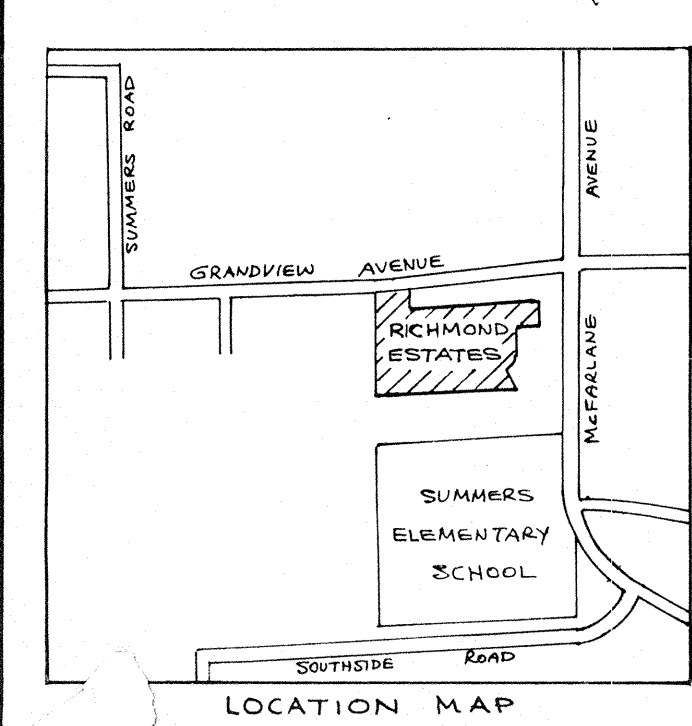 SUMMERS ROAD
AVENUE
GRANDVIEW AVENUE
RICHMOND
ESTATES
McFARLANE
SUMMERS
ELEMENTARY
SCHOOL
SOUTHSIDE ROAD
LOCATION MAP